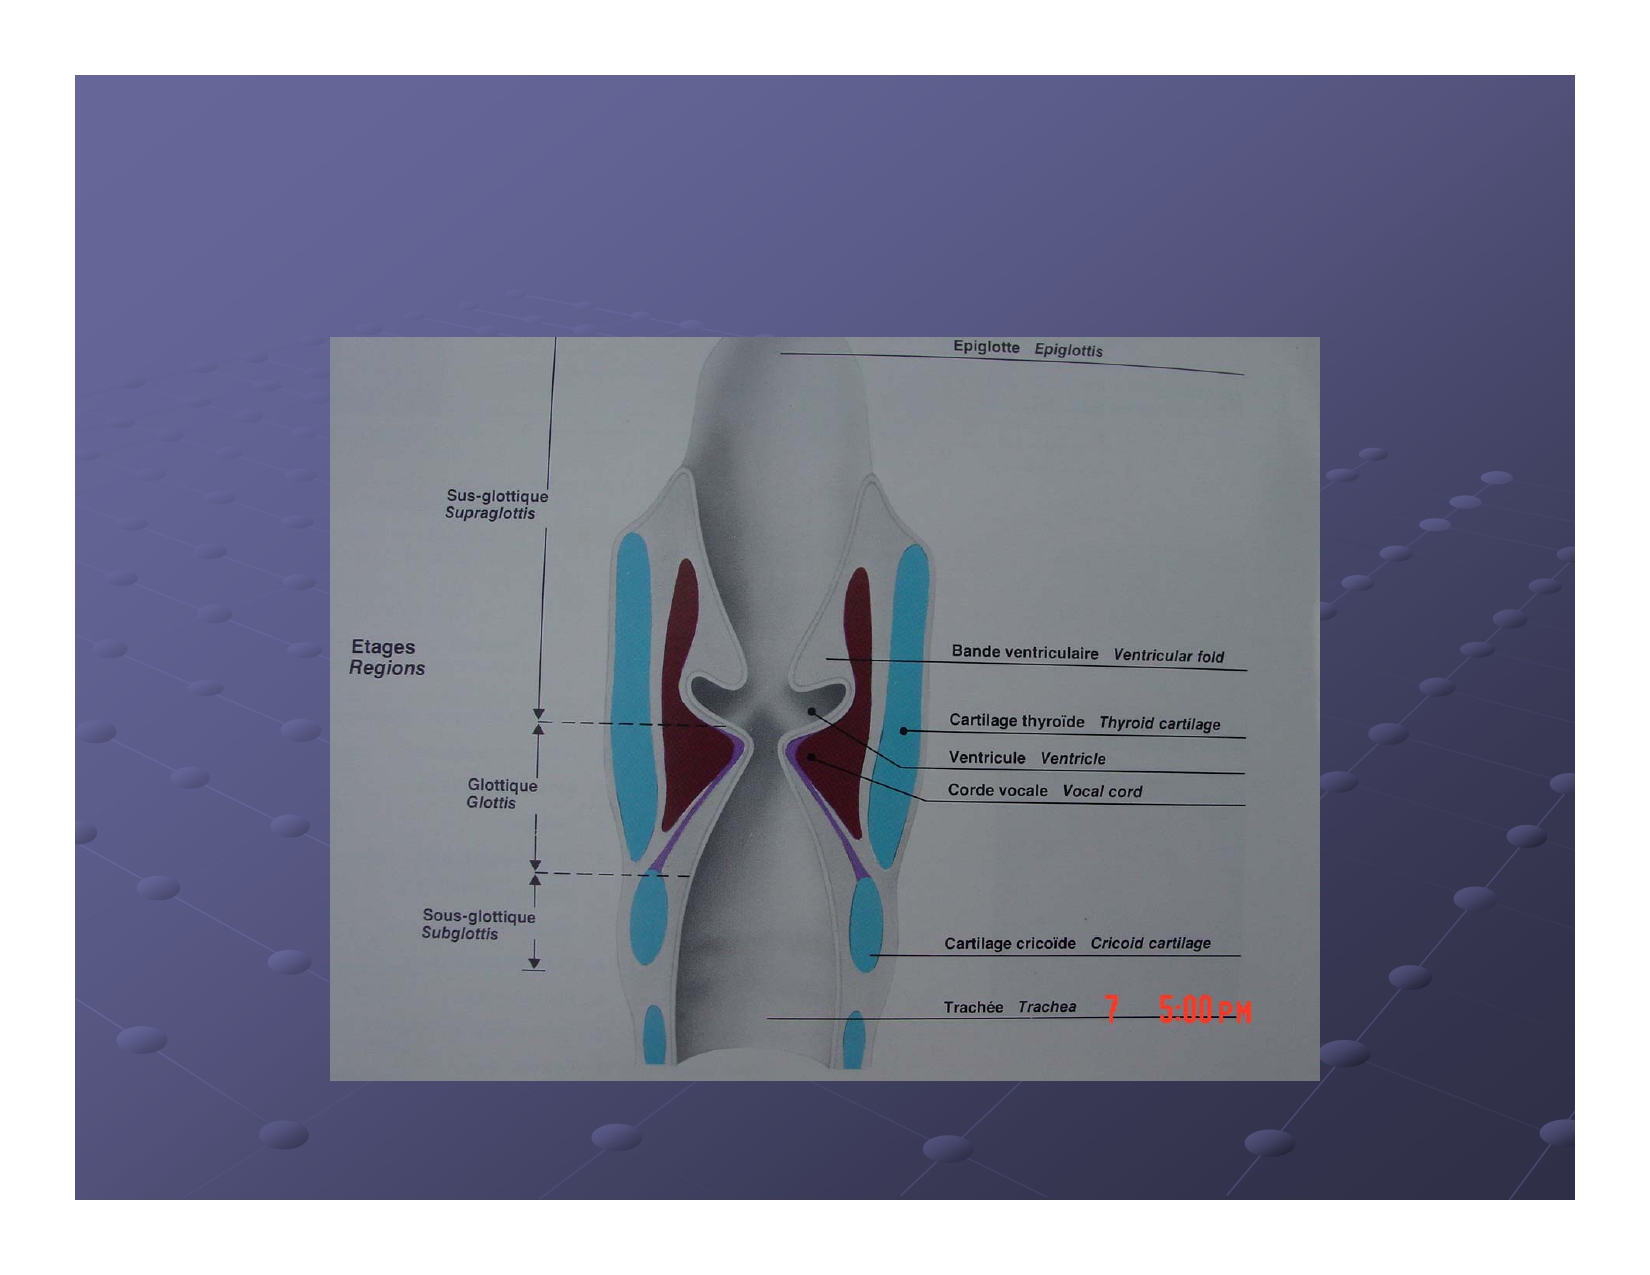 Epiglotte Epiglottis
Sus-glottique
Supraglottis
Etages
Regions
Bande ventriculaire Ventricular fold
Cartilage thyroïde Thyroid cartilage
Ventricule Ventricle
Glottique
Glottis
Corde vocale Vocal cord
Sous-glottique
Subglottis
Cartilage cricoïde Cricoid cartilage
Trachée Trachea
7 5:00 PM